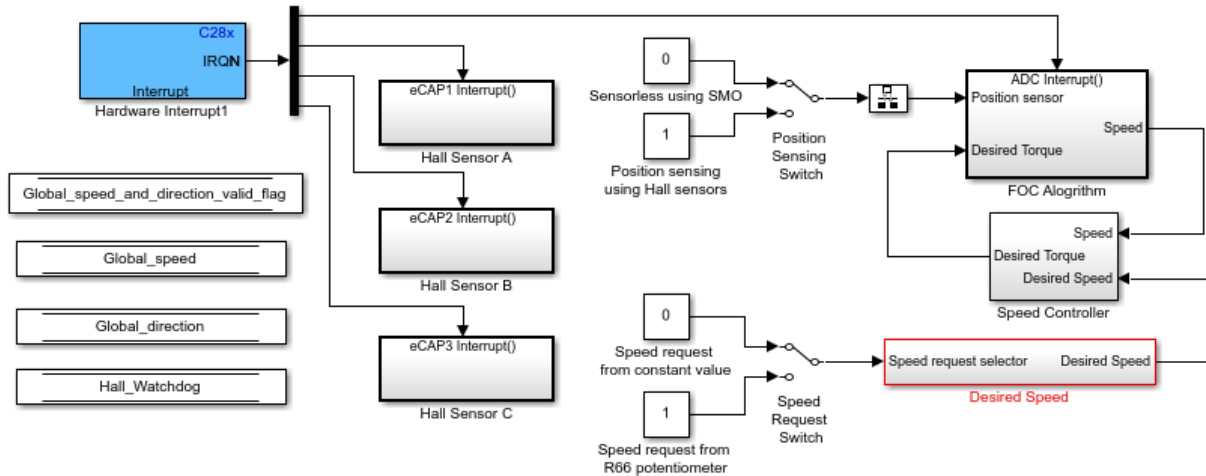 C28x
IRQN
Interrupt
Hardware Interrupt1
eCAP1 Interrupt()
Hall Sensor A
eCAP2 Interrupt()
Hall Sensor B
eCAP3 Interrupt()
Hall Sensor C
Global_speed_and_direction_valid_flag
Global_speed
Global_direction
Hall_Watchdog
0
Sensorless using SMO
1
Position sensing
using Hall sensors
Position
Sensing
Switch
ADC Interrupt()
Position sensor
Speed
Desired Torque
FOC Alogrithm
Speed
Desired Torque
Desired Speed
Speed Controller
0
Speed request
from constant value
1
Speed request from
R66 potentiometer
Speed
Request
Switch
Speed request selector
Desired Speed
Desired Speed